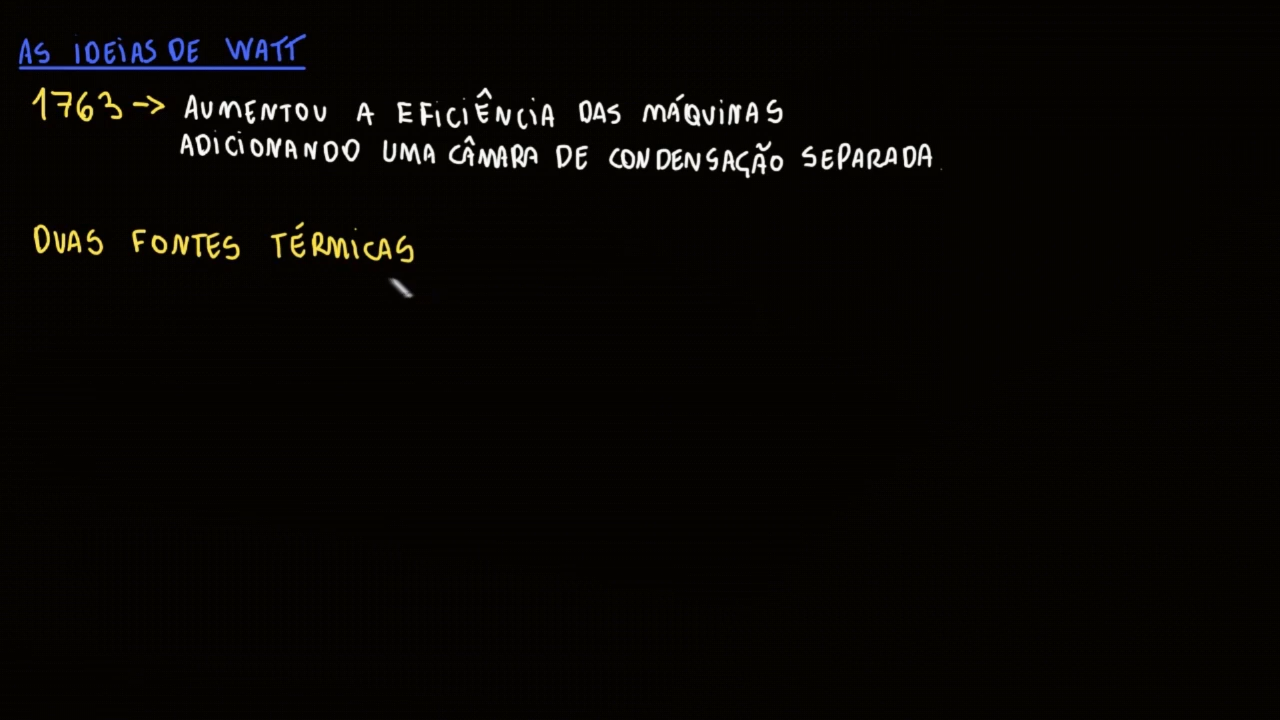 AS IDEIAS DE WATT
1763 → AUMENTOU A EFICIÊNCIA DAS MÁQUINAS
ADICIONANDO UMA CÂMARA DE CONDENSAÇÃO SEPARADA
DUAS FONTES TÉRMICAS